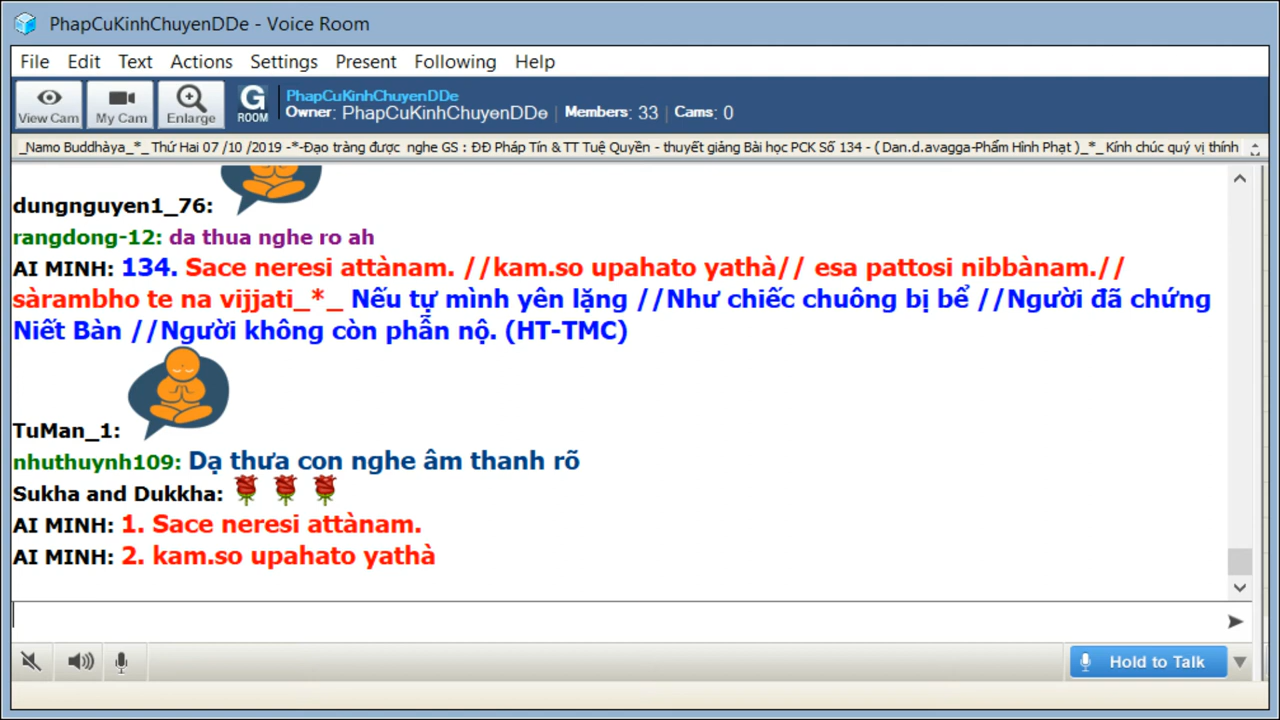 PhapCuKinhChuyenDDe - Voice Room
File Edit Text Actions Settings Present Following Help
View Cam My Cam Enlarge G ROOM PhapCuKinhChuyenDDe
Owner: PhapCuKinhChuyenDDe | Members: 33 | Cams: 0
_Namo Buddhàya_*_ Thứ Hai 07 /10 /2019 -*-Đạo tràng được nghe GS : ĐĐ Pháp Tín & TT Tuệ Quyền - thuyết giảng Bài học PCK Số 134 - ( Dan.d.avagga-Phẩm Hình Phạt )_*_ Kính chúc quý vị thính
dungnguyen1_76:
rangdong-12: da thua nghe ro ah
AI MINH: 134. Sace neresi attànam. //kam.so upahato yathà// esa pattosi nibbànam.//
sàrambho te na vijjati_*_ Nếu tự mình yên lặng //Như chiếc chuông bị bể //Người đã chứng
Niết Bàn //Người không còn phẫn nộ. (HT-TMC)
TuMan_1:
nhuthuynh109: Dạ thưa con nghe âm thanh rõ
Sukha and Dukkha:
AI MINH: 1. Sace neresi attànam.
AI MINH: 2. kam.so upahato yathà
Hold to Talk